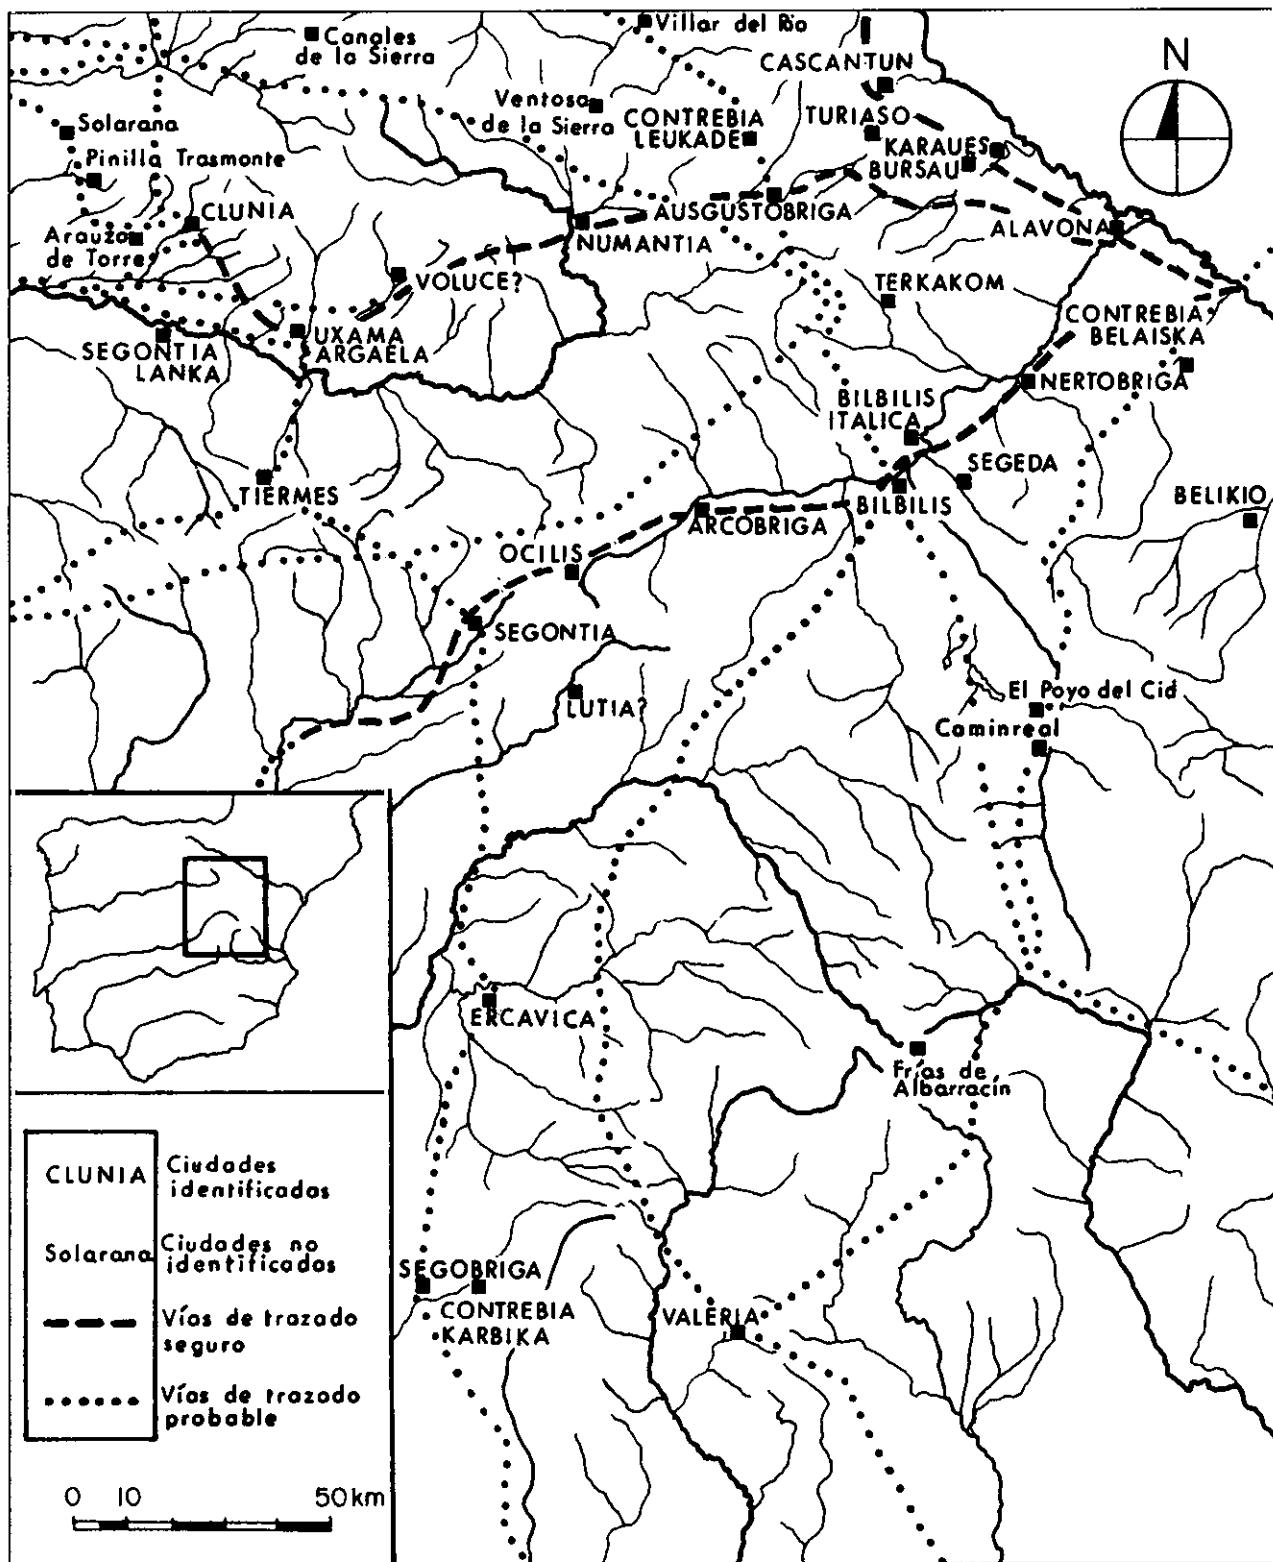 Villar del Rio
Canales
de la Sierra
N
CASCANTUN
Ventosa
de la Sierra
CONTREBIA
LEUKADE
TURIASO
Solarana
KARAUES
BURSAU
Pinilla Trasmonte
CLUNIA
AUSGUSTOBRIGA
ALAVONA
Arauzo
de Torre
NUMANTIA
VOLUCE?
TERKAKOM
CONTREBIA
BELAISKA
UXAMA
ARGAELA
SEGONTIA
LANKA
NERTOBRIGA
BILBILIS
ITALICA
SEGEDA
TIERMES
BELIKIO
BILBILIS
ARCOBRIGA
OCILIS
SEGONTIA
LUTIA?
El Poyo del Cid
Caminreal
ERCAVICA
Frías de
Albarracín
SEGOBRIGA
CONTREBIA
KARBIKA
VALERIA
CLUNIA Ciudades
identificadas
Solarana Ciudades no
identificadas
Vías de trazado
seguro
Vías de trazado
probable
0 10 50 km